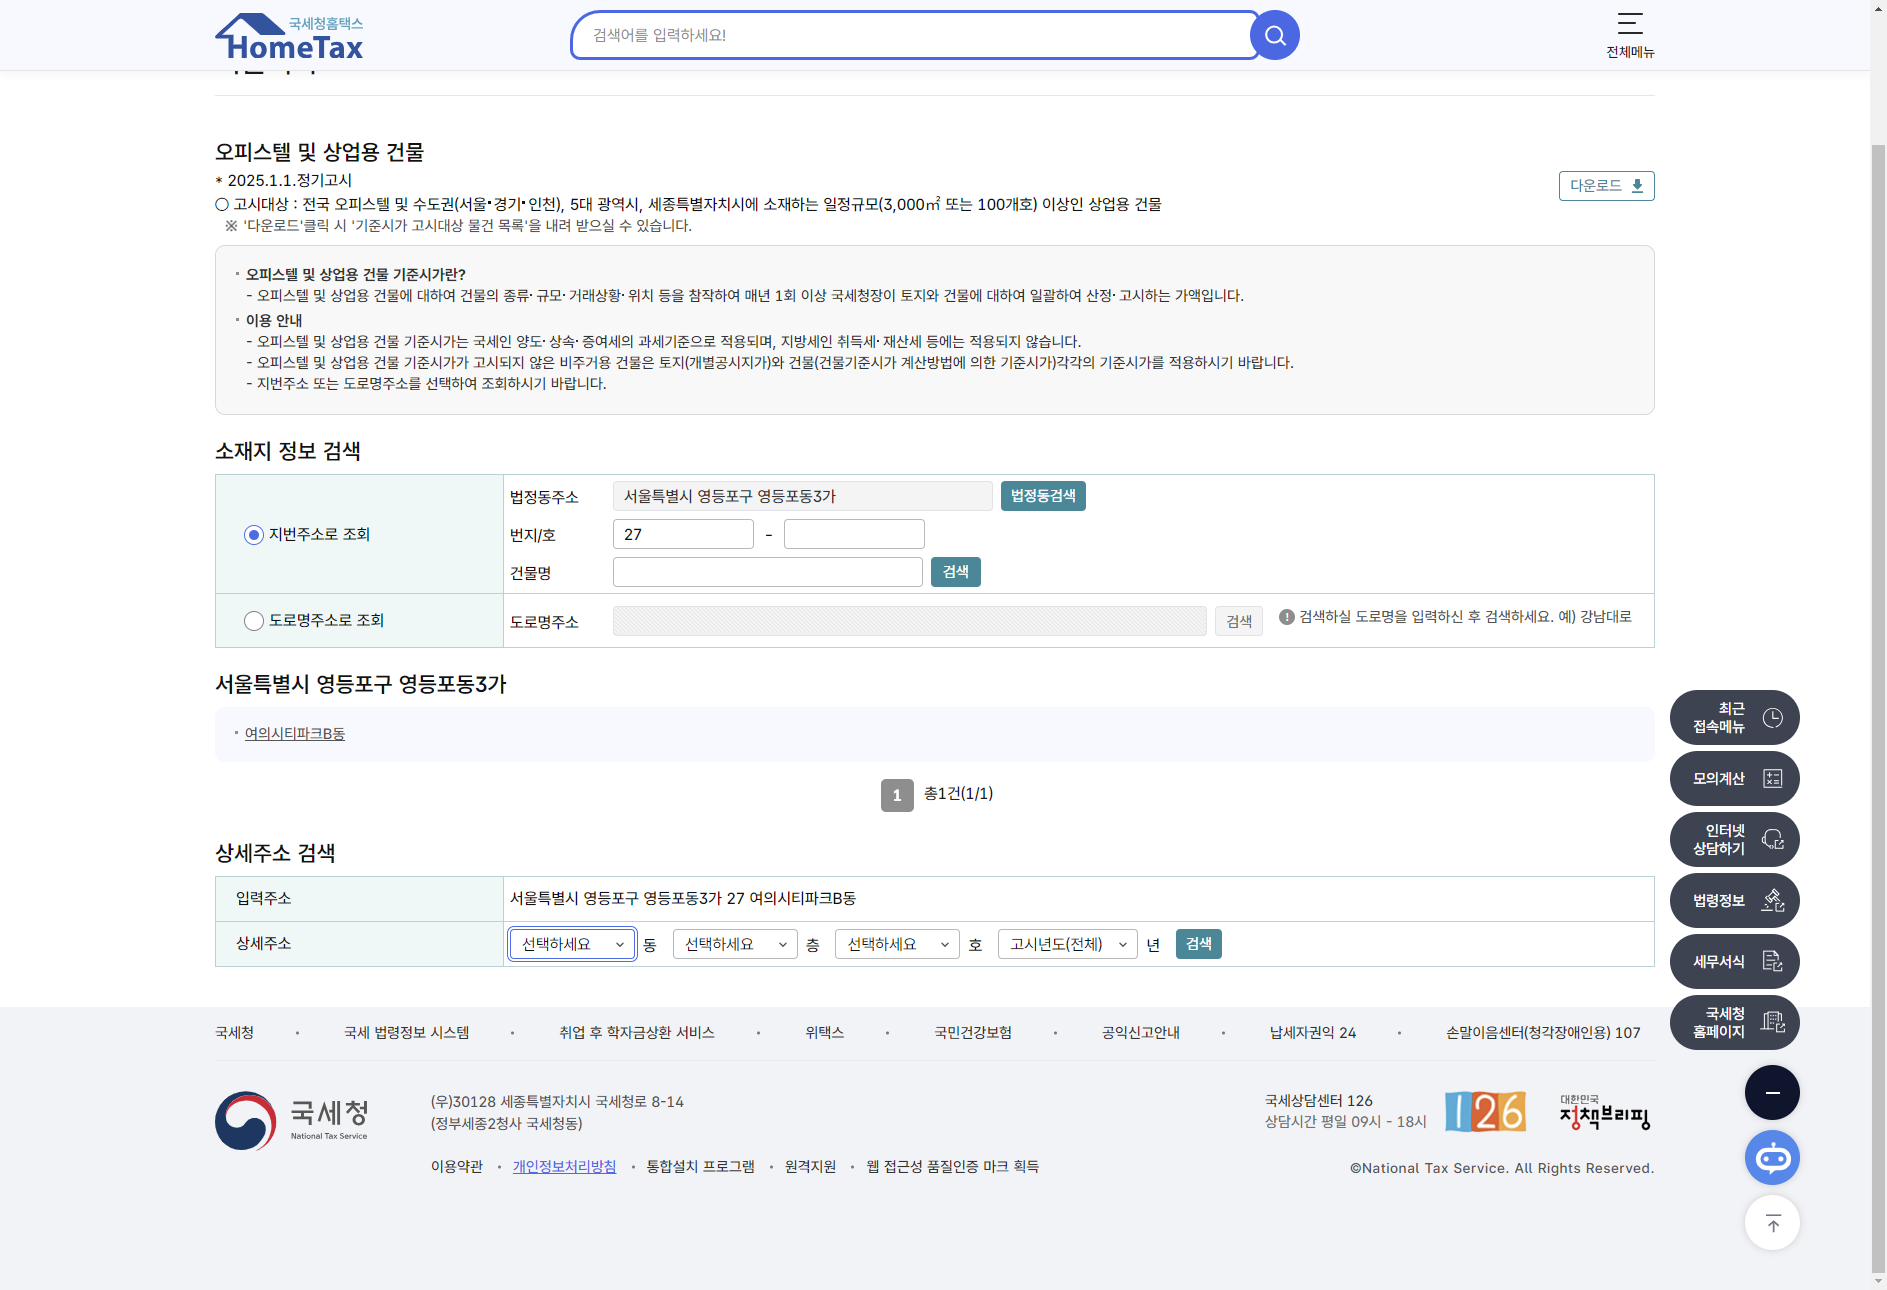 국세청홈택스
HomeTax
검색어를 입력하세요!
전체메뉴
오피스텔 및 상업용 건물
* 2025.1.1.정기고시
○ 고시대상 : 전국 오피스텔 및 수도권(서울·경기·인천), 5대 광역시, 세종특별자치시에 소재하는 일정규모(3,000㎡ 또는 100개호) 이상인 상업용 건물
※ '다운로드'클릭 시 '기준시가 고시대상 물건 목록'을 내려 받으실 수 있습니다.
다운로드
· 오피스텔 및 상업용 건물 기준시가란?
- 오피스텔 및 상업용 건물에 대하여 건물의 종류·규모·거래상황·위치 등을 참작하여 매년 1회 이상 국세청장이 토지와 건물에 대하여 일괄하여 산정·고시하는 가액입니다.
· 이용 안내
- 오피스텔 및 상업용 건물 기준시가는 국세인 양도·상속·증여세의 과세기준으로 적용되며, 지방세인 취득세·재산세 등에는 적용되지 않습니다.
- 오피스텔 및 상업용 건물 기준시가가 고시되지 않은 비주거용 건물은 토지(개별공시지가)와 건물(건물기준시가 계산방법에 의한 기준시가)각각의 기준시가를 적용하시기 바랍니다.
- 지번주소 또는 도로명주소를 선택하여 조회하시기 바랍니다.
소재지 정보 검색
지번주소로 조회
법정동주소 서울특별시 영등포구 영등포동3가 법정동검색
번지/호 27 -
건물명 검색
도로명주소로 조회 도로명주소 검색 검색하실 도로명을 입력하신 후 검색하세요. 예) 강남대로
서울특별시 영등포구 영등포동3가
· 여의시티파크B동
1 총1건(1/1)
상세주소 검색
입력주소 서울특별시 영등포구 영등포동3가 27 여의시티파크B동
상세주소 선택하세요 동 선택하세요 층 선택하세요 호 고시년도(전체) 년 검색
최근
접속메뉴
모의계산
인터넷
상담하기
법령정보
세무서식
국세청
홈페이지
국세청 · 국세 법령정보 시스템 · 취업 후 학자금상환 서비스 · 위택스 · 국민건강보험 · 공익신고안내 · 납세자권익 24 · 손말이음센터(청각장애인용) 107
국세청
National Tax Service
(우)30128 세종특별자치시 국세청로 8-14
(정부세종2청사 국세청동)
국세상담센터 126
상담시간 평일 09시 - 18시
126
대한민국
정책브리핑
이용약관 · 개인정보처리방침 · 통합설치 프로그램 · 원격지원 · 웹 접근성 품질인증 마크 획득
©National Tax Service. All Rights Reserved.